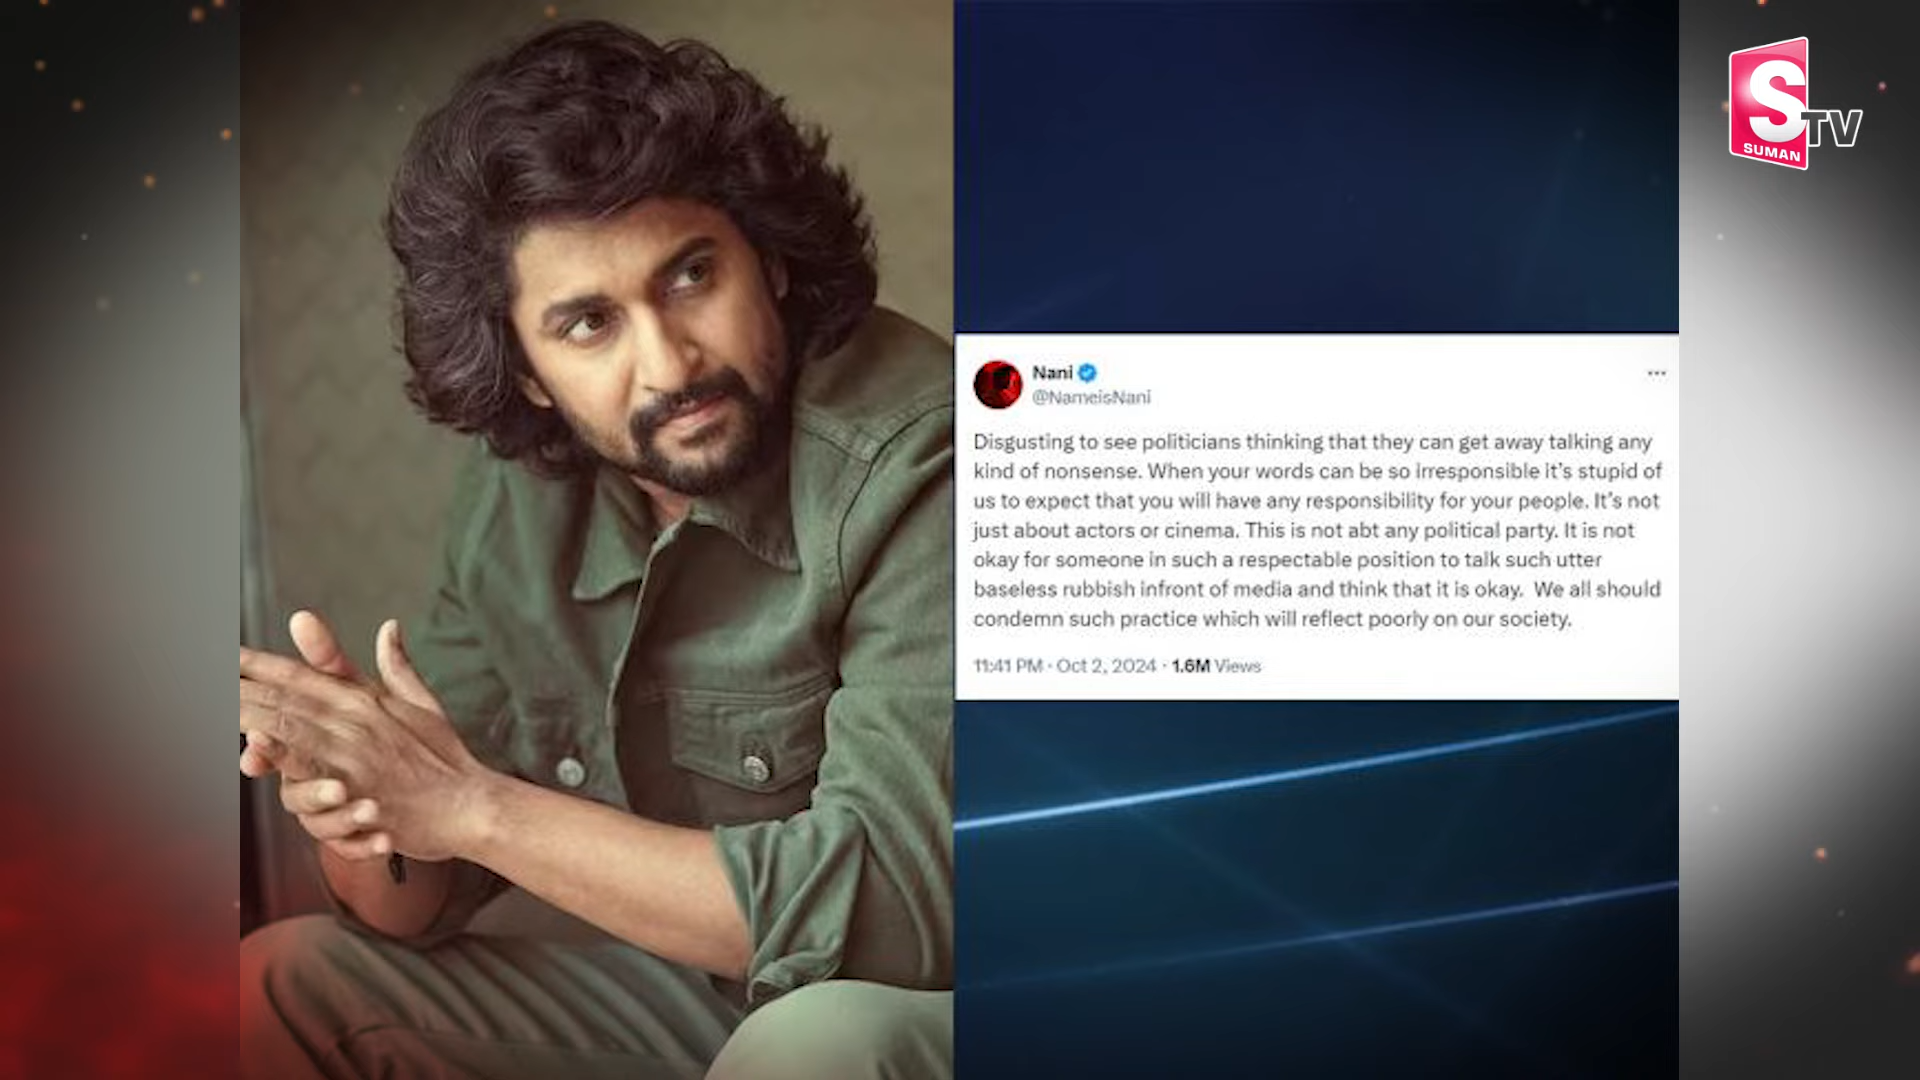 S
TV
SUMAN
Nani
@NameisNani
Disgusting to see politicians thinking that they can get away talking any
kind of nonsense. When your words can be so irresponsible it's stupid of
us to expect that you will have any responsibility for your people. It's not
just about actors or cinema. This is not abt any political party. It is not
okay for someone in such a respectable position to talk such utter
baseless rubbish infront of media and think that it is okay.  We all should
condemn such practice which will reflect poorly on our society.
11:41 PM · Oct 2, 2024 · 1.6M Views